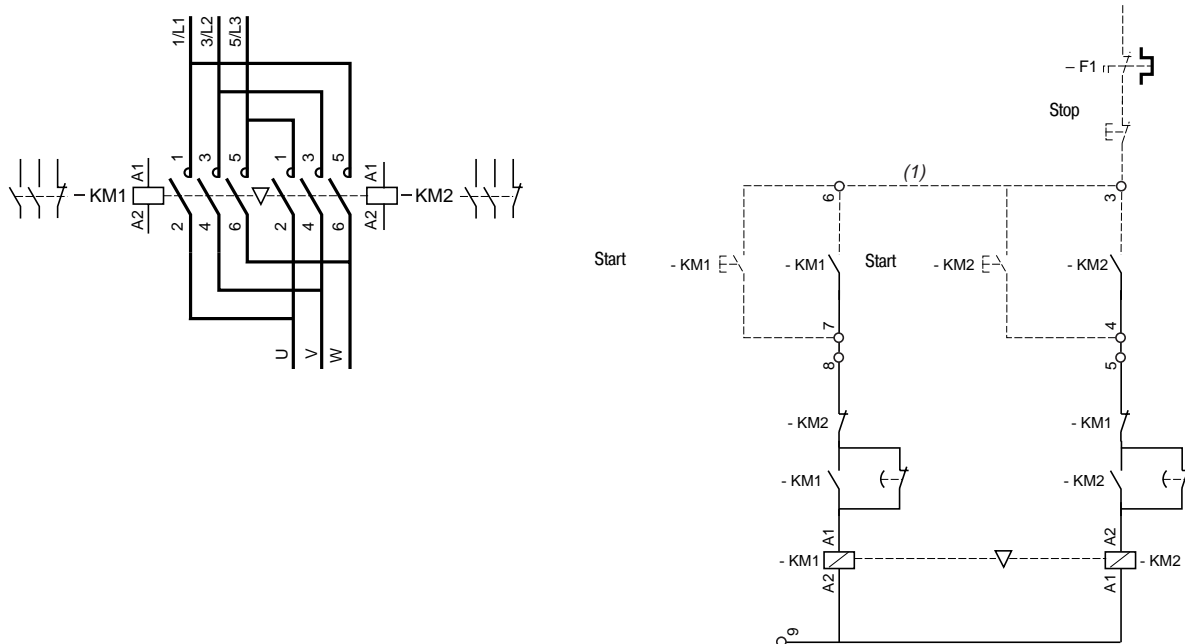 1/L1 3/L2 5/L3
1 3 5 1 3 5
– KM1 A1 A2
A1 A2 – KM2
2 4 6 2 4 6
U V W
– F1
Stop
(1)
6 3
Start - KM1 - KM1 Start - KM2 - KM2
7 4
8 5
- KM2 - KM1
- KM1 - KM2
A1 A2
- KM1 - KM2
A2 A1
9